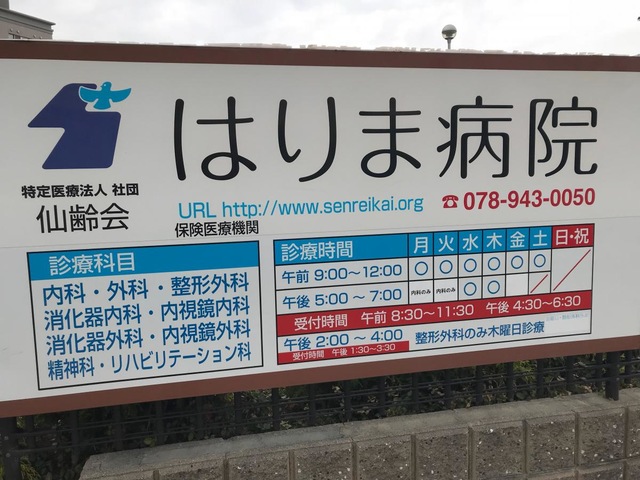 はりま病院
特定医療法人 社団
仙齢会
URL http://www.senreikai.org
☎078-943-0050
保険医療機関
診療科目
内科・外科・整形外科
消化器内科・内視鏡内科
消化器外科・内視鏡外科
精神科・リハビリテーション科
診療時間 月 火 水 木 金 土 日・祝
午前 9:00～12:00 ○ ○ ○ ○ ○ ○ ／
午後 5:00～7:00 内科のみ 内科のみ ○ ○ ／
受付時間 午前 8:30～11:30 午後 4:30～6:30
午後 2:00～4:00 整形外科のみ木曜日診療
受付時間 午後 1:30～3:30